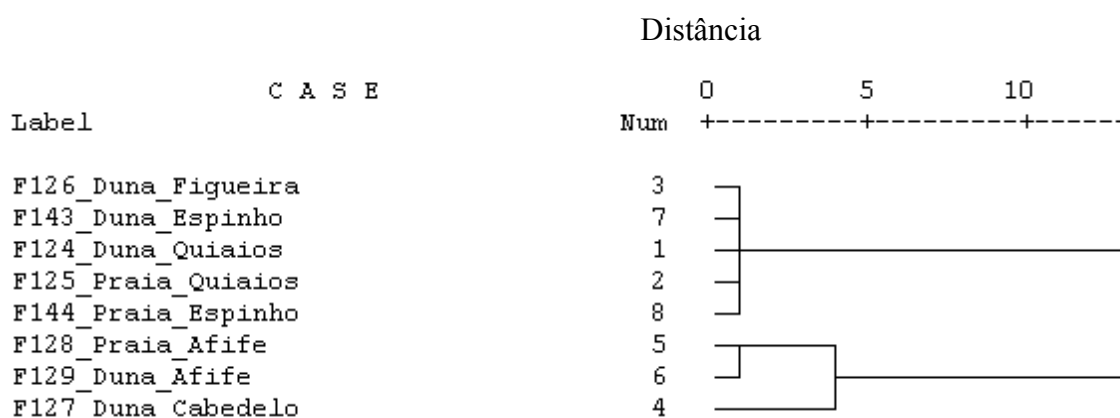 Distância
C A S E 0 5 10
Label Num +---------+---------+------
F126_Duna_Figueira 3
F143_Duna_Espinho 7
F124_Duna_Quiaios 1
F125_Praia_Quiaios 2
F144_Praia_Espinho 8
F128_Praia_Afife 5
F129_Duna_Afife 6
F127_Duna_Cabedelo 4